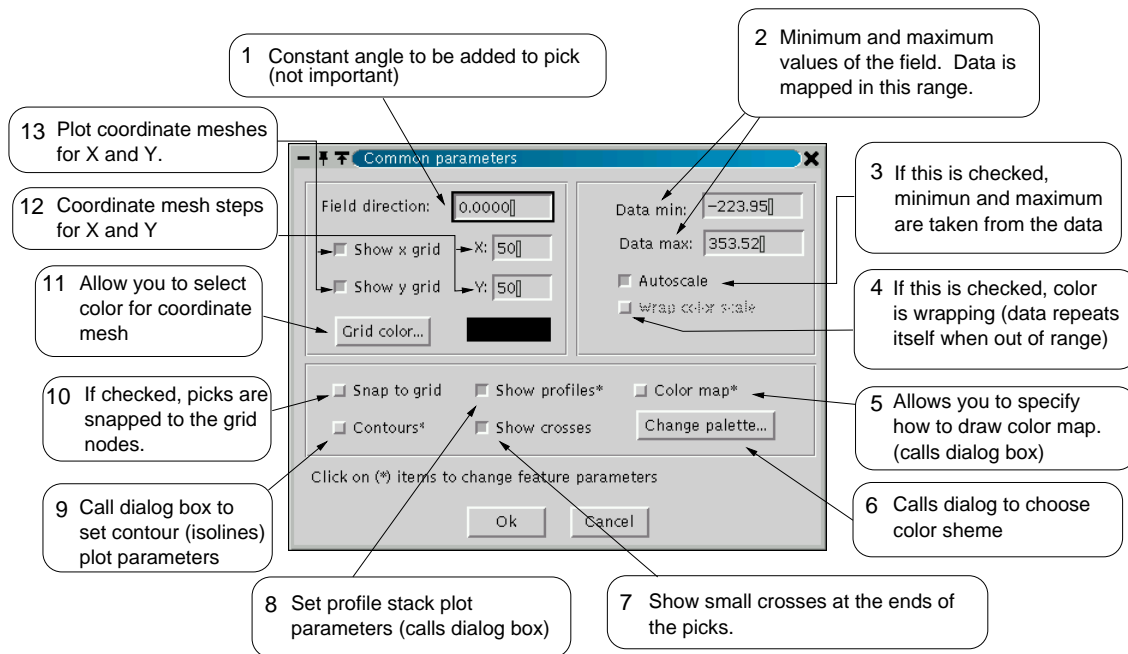 1 Constant angle to be added to pick
(not important)
2 Minimum and maximum
values of the field. Data is
mapped in this range.
13 Plot coordinate meshes
for X and Y.
12 Coordinate mesh steps
for X and Y
11 Allow you to select
color for coordinate
mesh
10 If checked, picks are
snapped to the grid
nodes.
9 Call dialog box to
set contour (isolines)
plot parameters
Common parameters
Field direction: 0.0000
Show x grid X: 50
Show y grid Y: 50
Grid color...
Data min: -223.95
Data max: 353.52
Autoscale
Wrap color scale
Snap to grid Show profiles* Color map*
Contours* Show crosses Change palette...
Click on (*) items to change feature parameters
Ok Cancel
3 If this is checked,
minimun and maximum
are taken from the data
4 If this is checked, color
is wrapping (data repeats
itself when out of range)
5 Allows you to specify
how to draw color map.
(calls dialog box)
6 Calls dialog to choose
color sheme
8 Set profile stack plot
parameters (calls dialog box)
7 Show small crosses at the ends of
the picks.